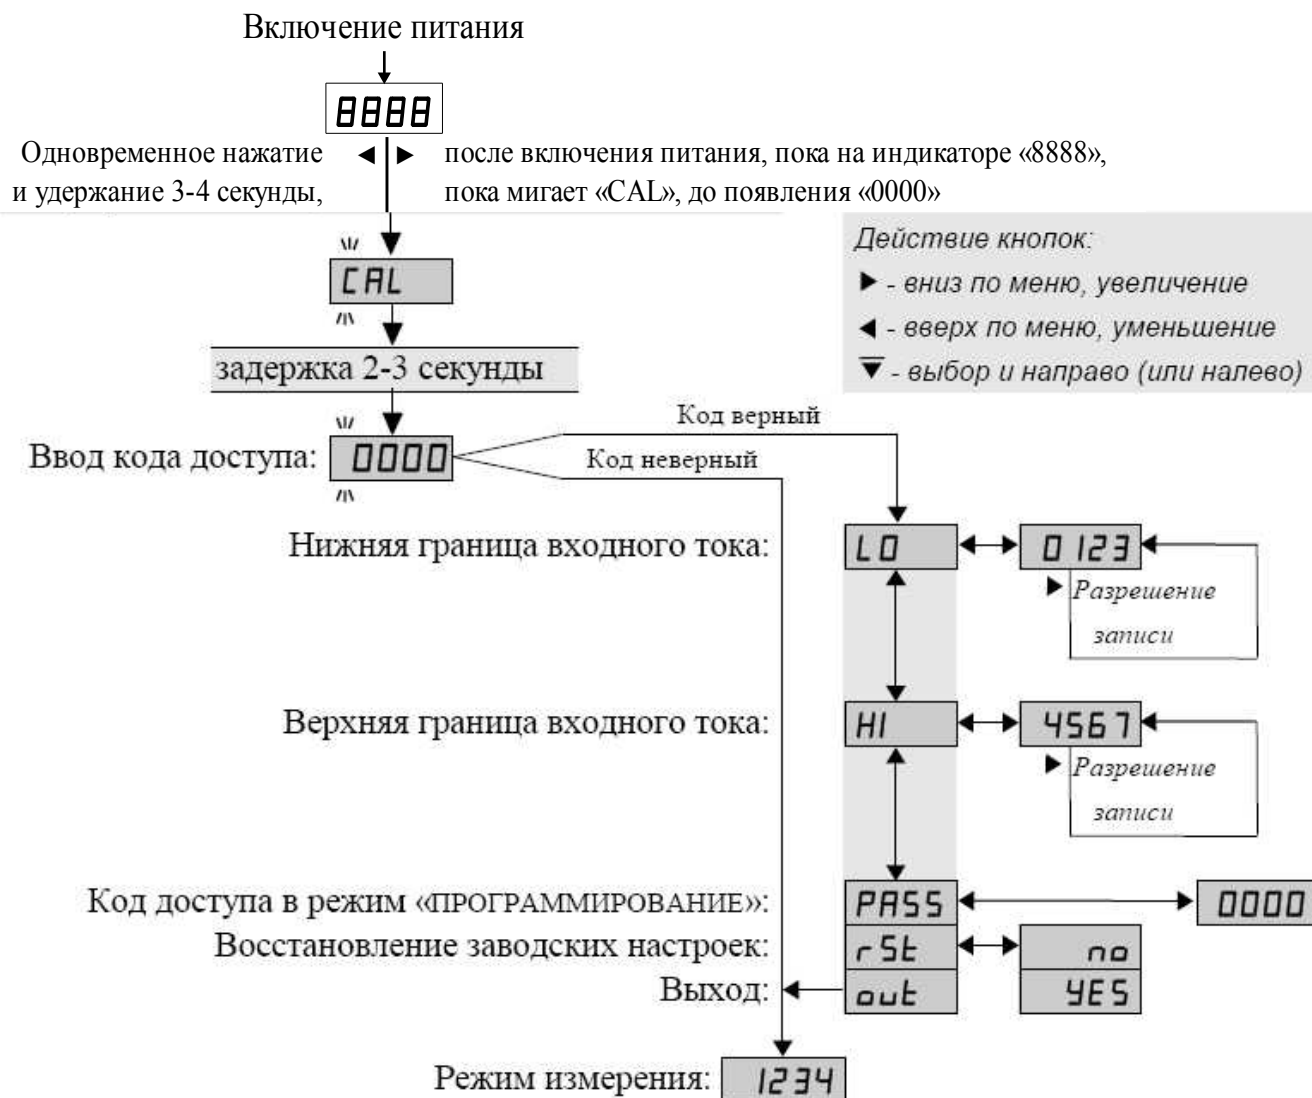 Включение питания
8888
Одновременное нажатие ◄ ► после включения питания, пока на индикаторе «8888»,
и удержание 3-4 секунды, пока мигает «CAL», до появления «0000»
Действие кнопок:
► - вниз по меню, увеличение
◄ - вверх по меню, уменьшение
▼ - выбор и направо (или налево)
CAL
задержка 2-3 секунды
Код верный
Ввод кода доступа: 0000
Код неверный
Нижняя граница входного тока: LO 0123
► Разрешение
записи
Верхняя граница входного тока: HI 4567
► Разрешение
записи
Код доступа в режим «ПРОГРАММИРОВАНИЕ»: PASS 0000
Восстановление заводских настроек: rSt no
Выход: out YES
Режим измерения: 1234